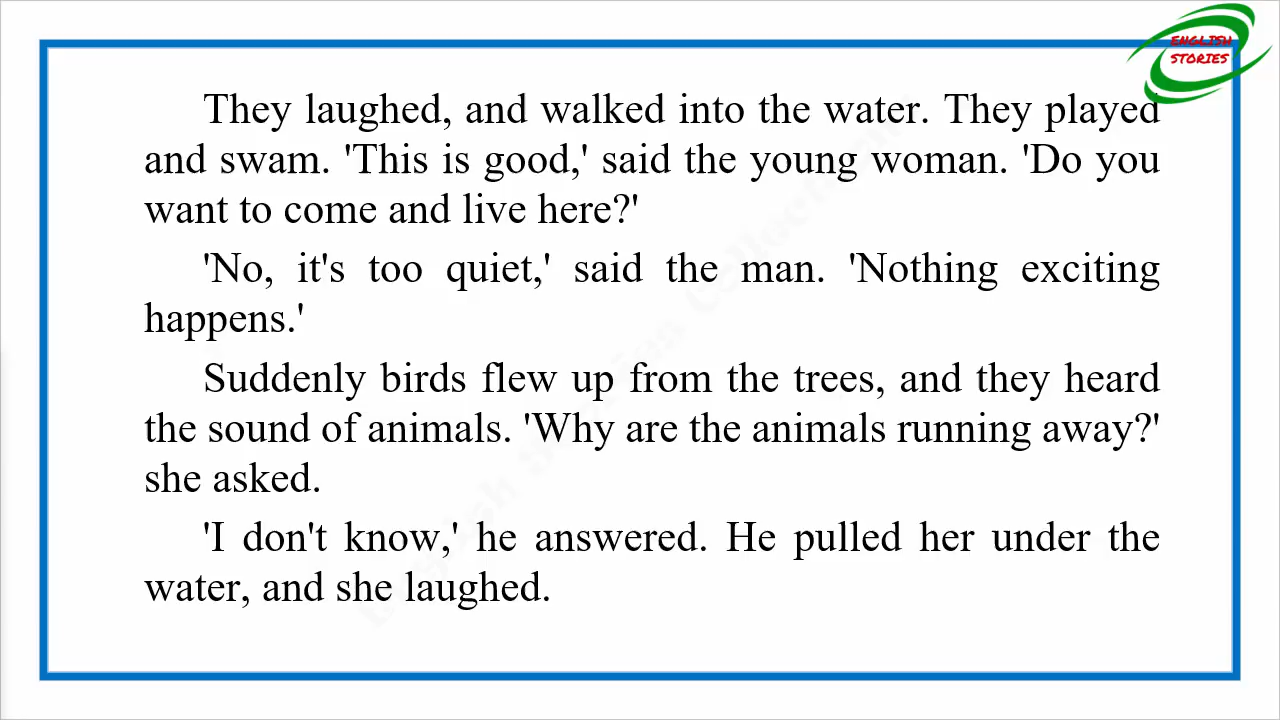 ENGLISH
STORIES
They laughed, and walked into the water. They played
and swam. 'This is good,' said the young woman. 'Do you
want to come and live here?'
'No, it's too quiet,' said the man. 'Nothing exciting
happens.'
Suddenly birds flew up from the trees, and they heard
the sound of animals. 'Why are the animals running away?'
she asked.
'I don't know,' he answered. He pulled her under the
water, and she laughed.